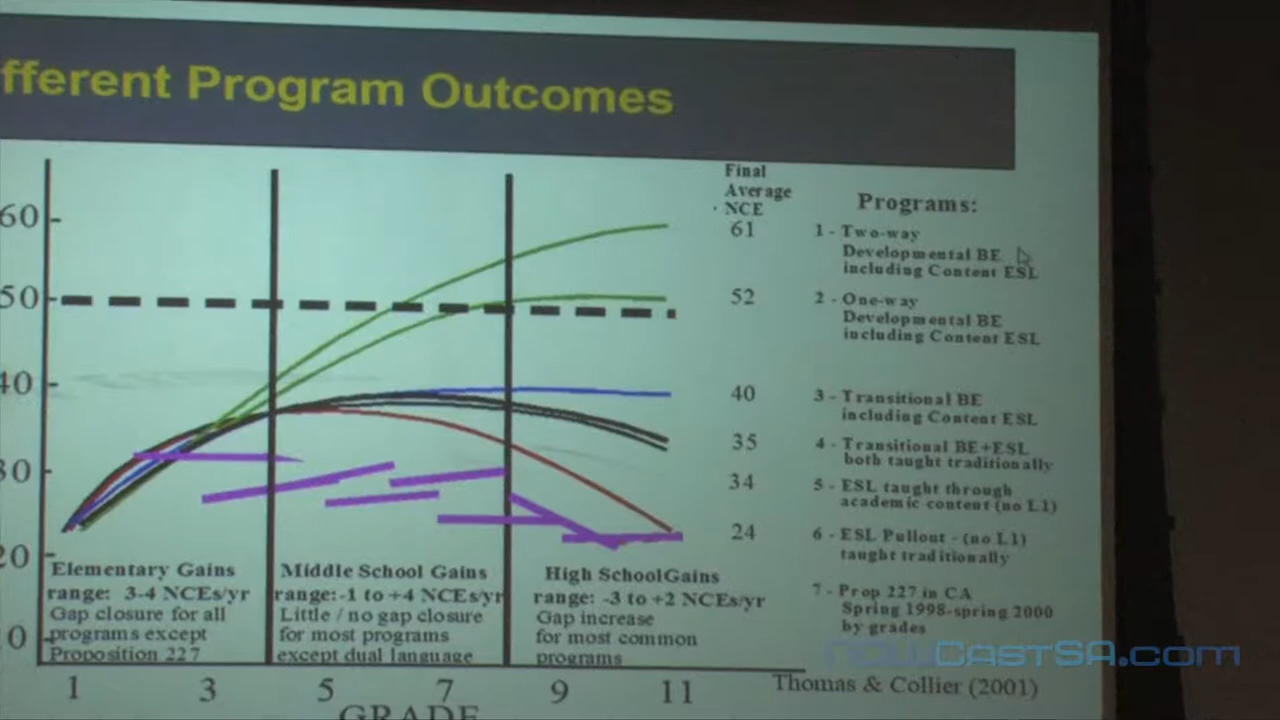 fferent Program Outcomes
Final
Average
NCE
Programs:
60
50
40
30
20
0
61
52
40
35
34
24
1 - Two-way
Developmental BE
including Content ESL
2 - One-way
Developmental BE
including Content ESL
3 - Transitional BE
including Content ESL
4 - Transitional BE+ESL
both taught traditionally
5 - ESL taught through
academic content (no L1)
6 - ESL Pullout - (no L1)
taught traditionally
7 - Prop 227 in CA
Spring 1998-spring 2000
by grades
Elementary Gains
range: 3-4 NCEs/yr
Gap closure for all
programs except
Proposition 227
Middle School Gains
range:-1 to +4 NCEs/yr
Little / no gap closure
for most programs
except dual language
High SchoolGains
range: -3 to +2 NCEs/yr
Gap increase
for most common
programs
1 3 5 7 9 11
GRADE
Thomas & Collier (2001)
nowcastsa.com